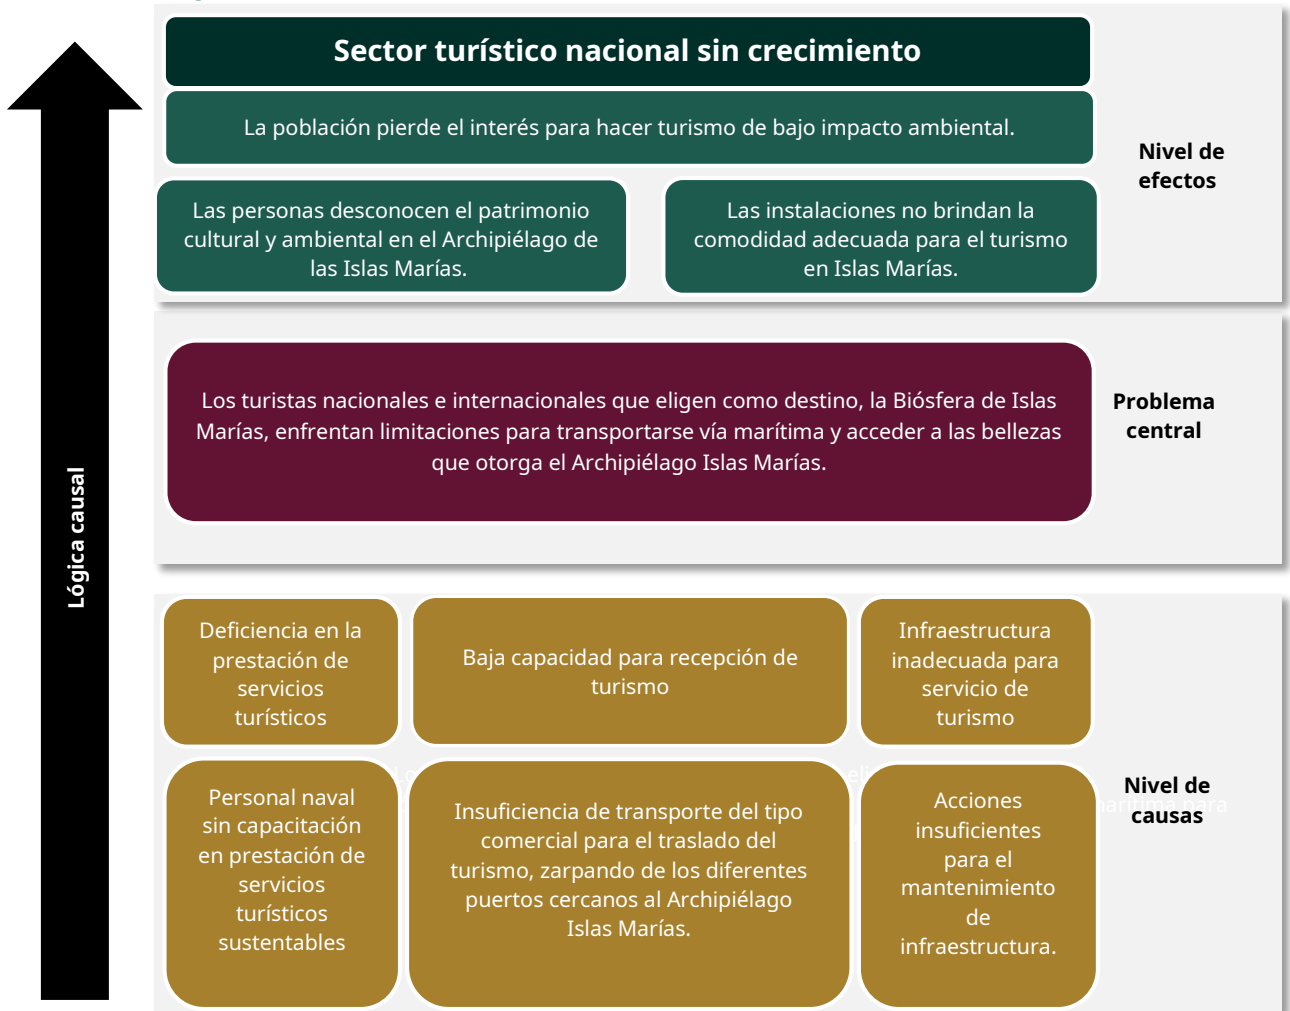 Sector turístico nacional sin crecimiento
La población pierde el interés para hacer turismo de bajo impacto ambiental.
Nivel de
efectos
Las personas desconocen el patrimonio
cultural y ambiental en el Archipiélago de
las Islas Marías.
Las instalaciones no brindan la
comodidad adecuada para el turismo
en Islas Marías.
Los turistas nacionales e internacionales que eligen como destino, la Biósfera de Islas
Marías, enfrentan limitaciones para transportarse vía marítima y acceder a las bellezas
que otorga el Archipiélago Islas Marías.
Problema
central
Lógica causal
Deficiencia en la
prestación de
servicios
turísticos
Baja capacidad para recepción de
turismo
Infraestructura
inadecuada para
servicio de
turismo
Personal naval
sin capacitación
en prestación de
servicios
turísticos
sustentables
Insuficiencia de transporte del tipo
comercial para el traslado del
turismo, zarpando de los diferentes
puertos cercanos al Archipiélago
Islas Marías.
Acciones
insuficientes
para el
mantenimiento
de
infraestructura.
Nivel de
causas
marítima para